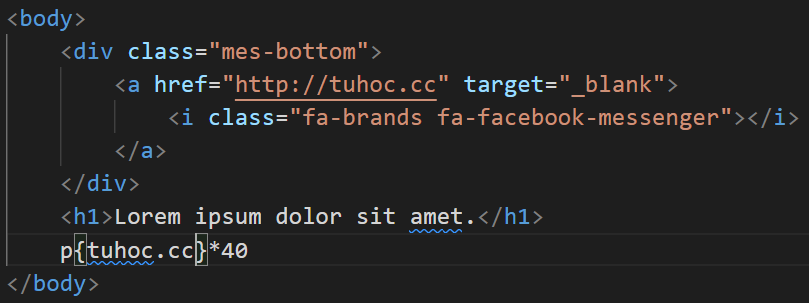 <body>
<div class="mes-bottom">
<a href="http://tuhoc.cc" target="_blank">
<i class="fa-brands fa-facebook-messenger"></i>
</a>
</div>
<h1>Lorem ipsum dolor sit amet.</h1>
p{tuhoc.cc}*40
</body>